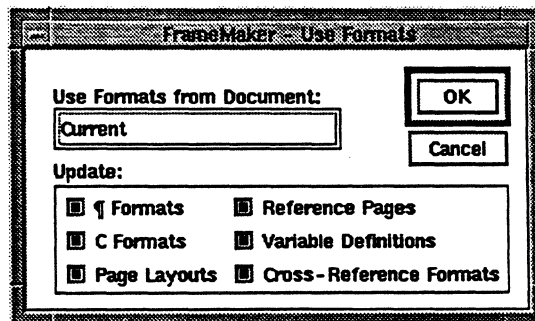 FrameMaker - Use Formats
Use Formats from Document:
OK
Current
Cancel
Update:
¶ Formats
Reference Pages
C Formats
Variable Definitions
Page Layouts
Cross-Reference Formats